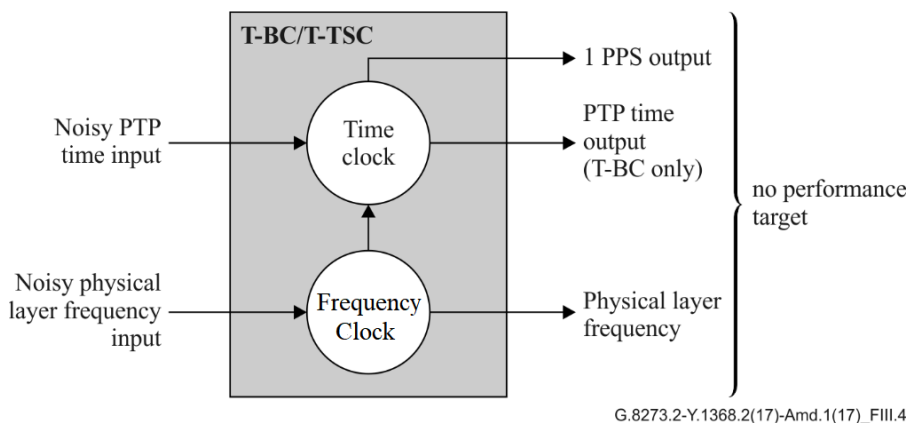 T-BC/T-TSC
1 PPS output
Noisy PTP
time input
Time
clock
PTP time
output
(T-BC only)
no performance
target
Noisy physical
layer frequency
input
Frequency
Clock
Physical layer
frequency
G.8273.2-Y.1368.2(17)-Amd.1(17)_FIII.4